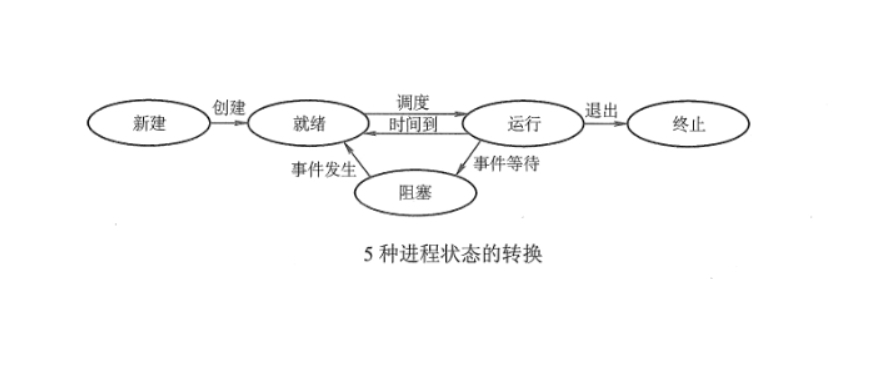 创建
调度
退出
新建
就绪
时间到
运行
终止
事件发生
事件等待
阻塞
5 种进程状态的转换